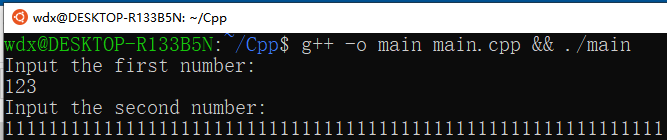 wdx@DESKTOP-R133B5N: ~/Cpp
wdx@DESKTOP-R133B5N:~/Cpp$ g++ -o main main.cpp && ./main
Input the first number:
123
Input the second number:
111111111111111111111111111111111111111111111111111111111111